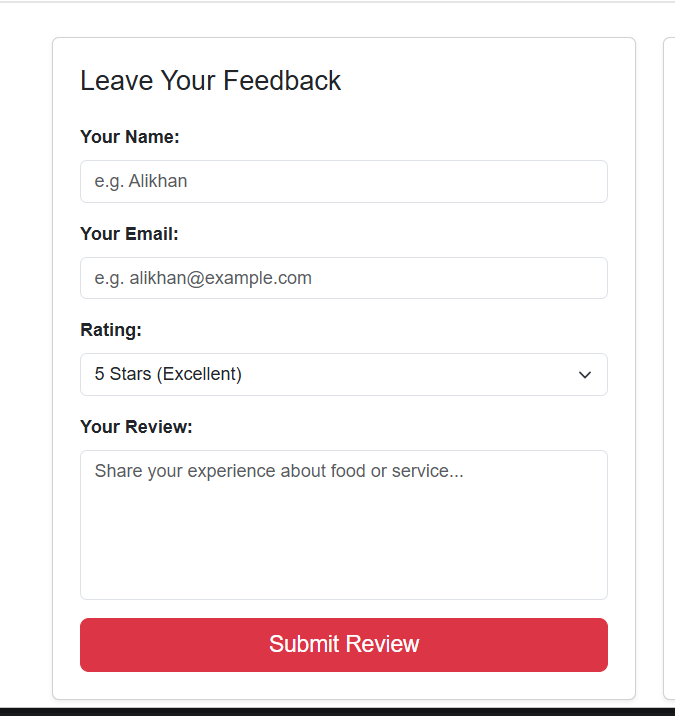 Leave Your Feedback
Your Name:
e.g. Alikhan
Your Email:
e.g. alikhan@example.com
Rating:
5 Stars (Excellent)
Your Review:
Share your experience about food or service...
Submit Review